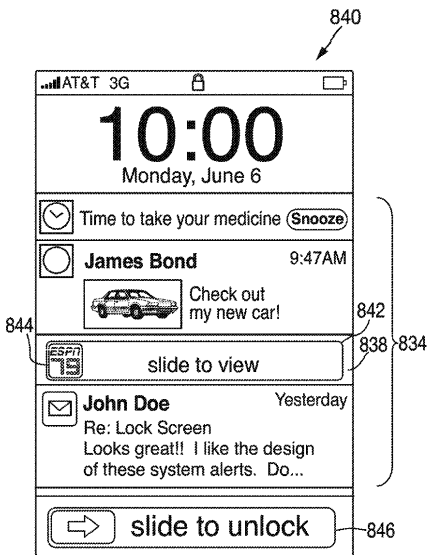 840
AT&T 3G
10:00
Monday, June 6
Time to take your medicine Snooze
James Bond 9:47AM
Check out
my new car!
842
844
ESPN
slide to view
838
834
John Doe Yesterday
Re: Lock Screen
Looks great!! I like the design
of these system alerts. Do...
slide to unlock
846